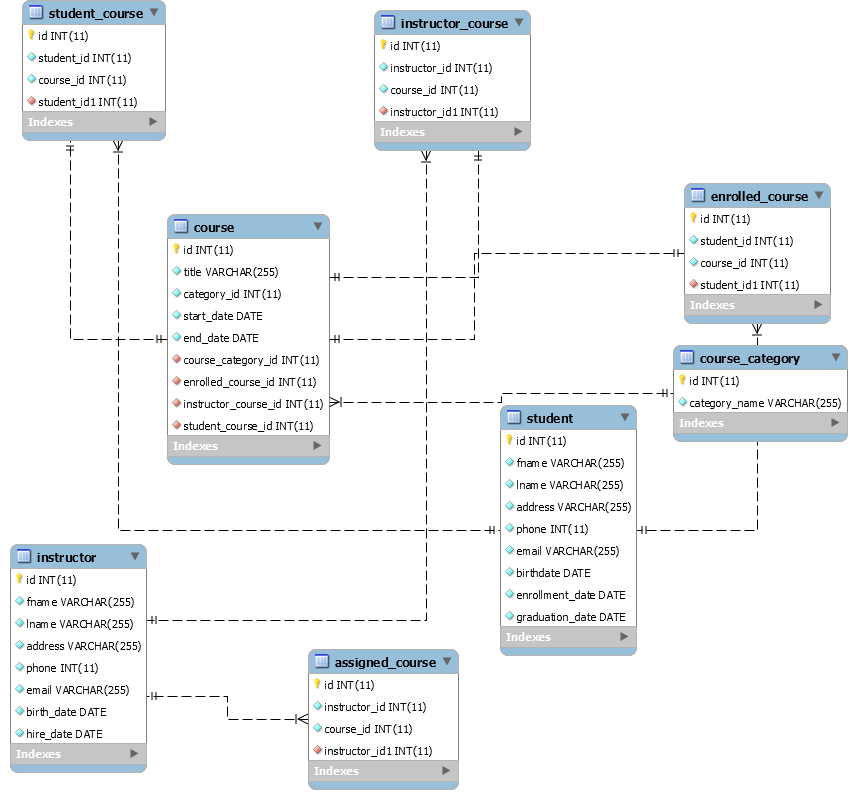 student_course
id INT(11)
student_id INT(11)
course_id INT(11)
student_id1 INT(11)
Indexes
instructor_course
id INT(11)
instructor_id INT(11)
course_id INT(11)
instructor_id1 INT(11)
Indexes
enrolled_course
id INT(11)
student_id INT(11)
course_id INT(11)
student_id1 INT(11)
Indexes
course
id INT(11)
title VARCHAR(255)
category_id INT(11)
start_date DATE
end_date DATE
course_category_id INT(11)
enrolled_course_id INT(11)
instructor_course_id INT(11)
student_course_id INT(11)
Indexes
course_category
id INT(11)
category_name VARCHAR(255)
Indexes
student
id INT(11)
fname VARCHAR(255)
lname VARCHAR(255)
address VARCHAR(255)
phone INT(11)
email VARCHAR(255)
birthdate DATE
enrollment_date DATE
graduation_date DATE
Indexes
instructor
id INT(11)
fname VARCHAR(255)
lname VARCHAR(255)
address VARCHAR(255)
phone INT(11)
email VARCHAR(255)
birth_date DATE
hire_date DATE
Indexes
assigned_course
id INT(11)
instructor_id INT(11)
course_id INT(11)
instructor_id1 INT(11)
Indexes